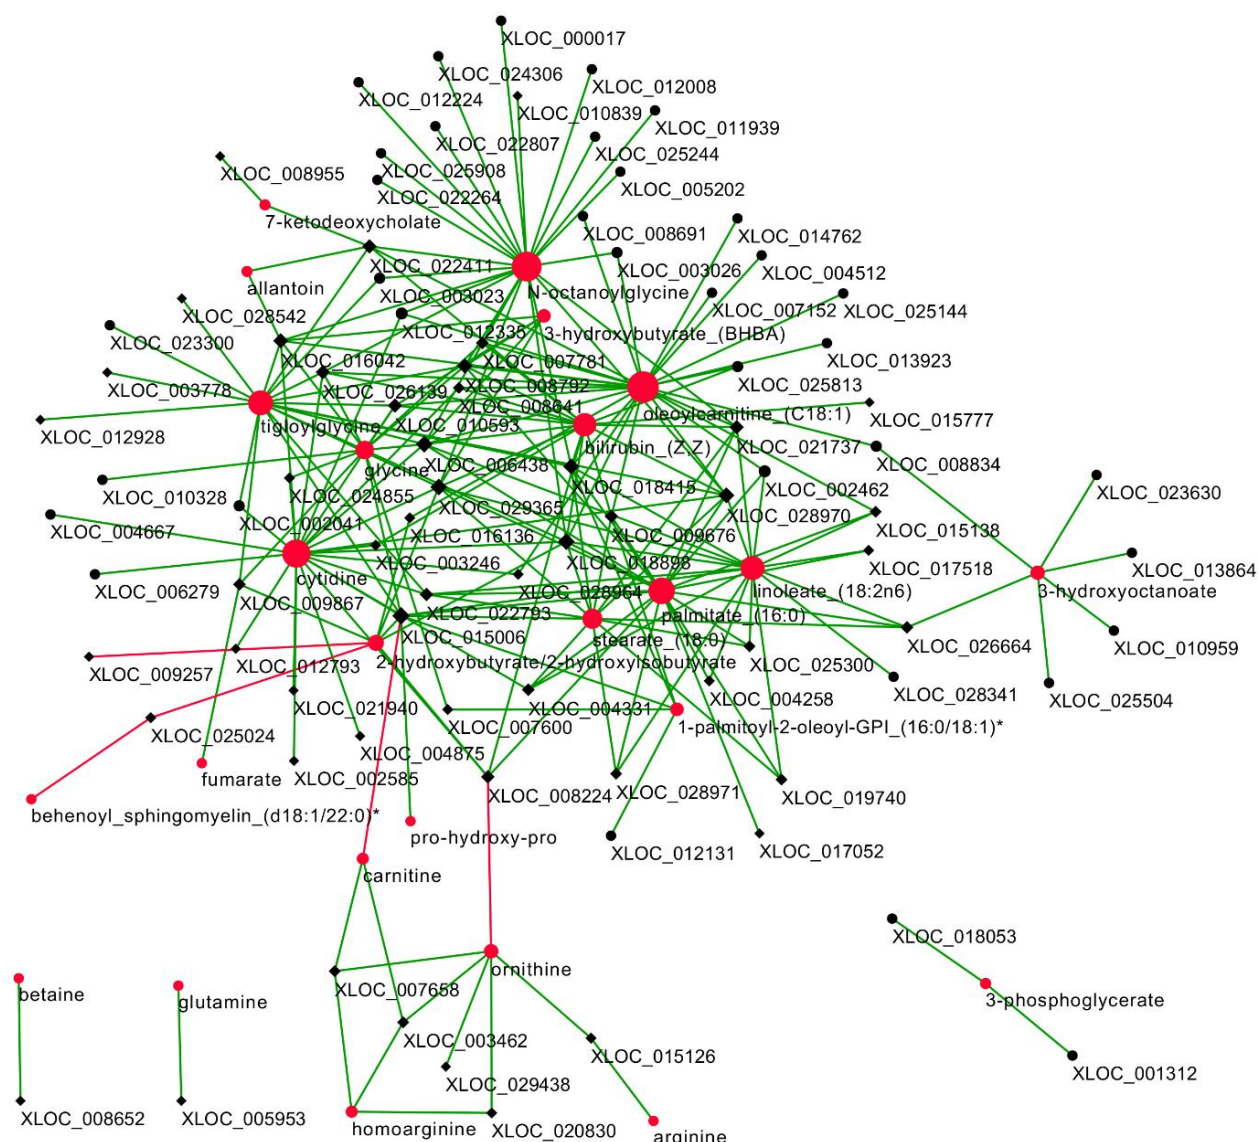 XLOC_000017
XLOC_024306
XLOC_012008
XLOC_012224
XLOC_010839
XLOC_011939
XLOC_022807
XLOC_025244
XLOC_025908
XLOC_008955
XLOC_005202
XLOC_022264
7-ketodeoxycholate
XLOC_008691
XLOC_014762
XLOC_022411
XLOC_003026
XLOC_004512
allantoin
XLOC_003023
N-octanoylglycine
XLOC_007152
XLOC_025144
XLOC_028542
XLOC_012335
3-hydroxybutyrate_(BHBA)
XLOC_023300
XLOC_016042
XLOC_007781
XLOC_013923
XLOC_003778
XLOC_026139
XLOC_008792
XLOC_025813
XLOC_008641
oleoylcarnitine_(C18:1)
XLOC_015777
XLOC_012928
tigloylglycine
XLOC_010593
bilirubin_(Z,Z)
XLOC_021737
glycine
XLOC_006438
XLOC_008834
XLOC_010328
XLOC_024855
XLOC_029365
XLOC_018415
XLOC_002462
XLOC_023630
XLOC_004667
XLOC_002041
XLOC_016136
XLOC_009676
XLOC_028970
XLOC_015138
XLOC_003246
XLOC_018898
XLOC_017518
cytidine
XLOC_028964
linoleate_(18:2n6)
XLOC_013864
XLOC_006279
XLOC_009867
XLOC_022793
palmitate_(16:0)
3-hydroxyoctanoate
XLOC_015006
stearate_(18:0)
XLOC_026664
XLOC_010959
XLOC_009257
XLOC_012793
2-hydroxybutyrate/2-hydroxyisobutyrate
XLOC_025300
XLOC_021940
XLOC_004331
XLOC_004258
XLOC_028341
XLOC_025504
XLOC_025024
XLOC_004875
XLOC_007600
1-palmitoyl-2-oleoyl-GPI_(16:0/18:1)*
fumarate
XLOC_002585
XLOC_008224
XLOC_028971
XLOC_019740
behenoyl_sphingomyelin_(d18:1/22:0)*
pro-hydroxy-pro
XLOC_012131
XLOC_017052
carnitine
XLOC_018053
ornithine
betaine
glutamine
XLOC_007658
3-phosphoglycerate
XLOC_003462
XLOC_015126
XLOC_029438
XLOC_001312
XLOC_008652
XLOC_005953
homoarginine
XLOC_020830
arginine